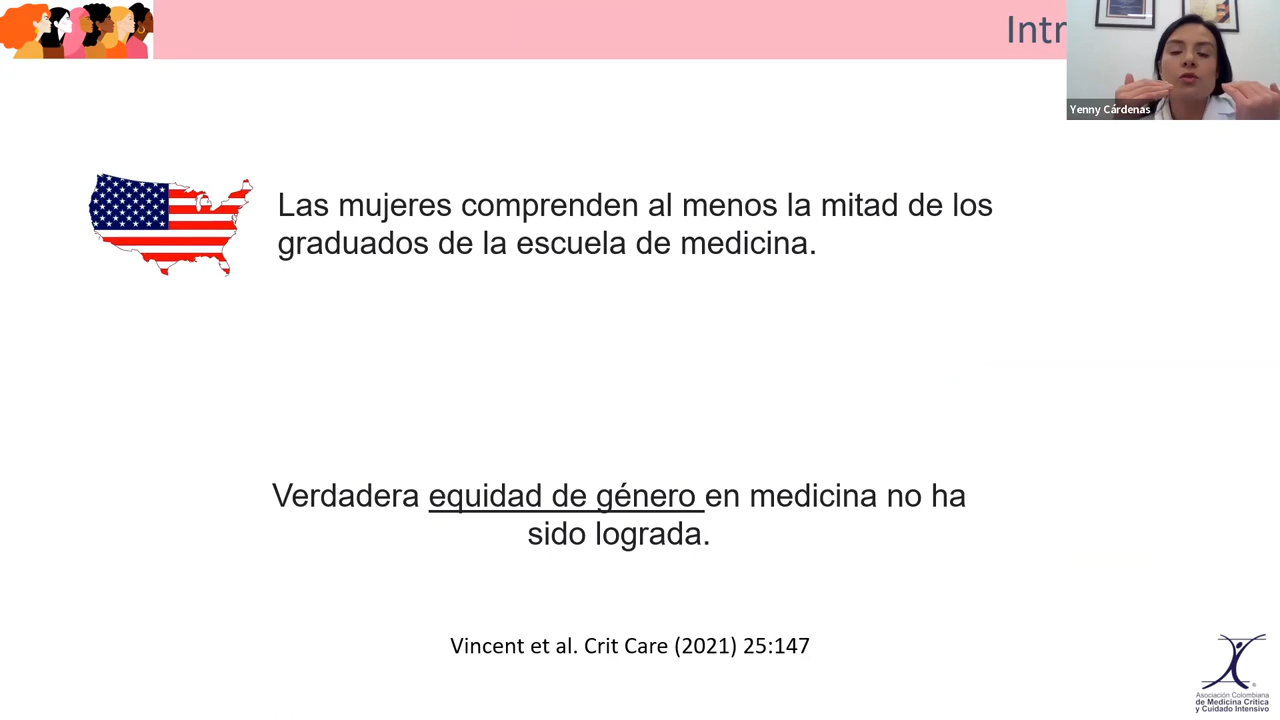 Intr
Yenny Cárdenas
Las mujeres comprenden al menos la mitad de los
graduados de la escuela de medicina.
Verdadera equidad de género en medicina no ha
sido lograda.
Vincent et al. Crit Care (2021) 25:147
Asociación Colombiana
de Medicina Crítica
y Cuidado Intensivo